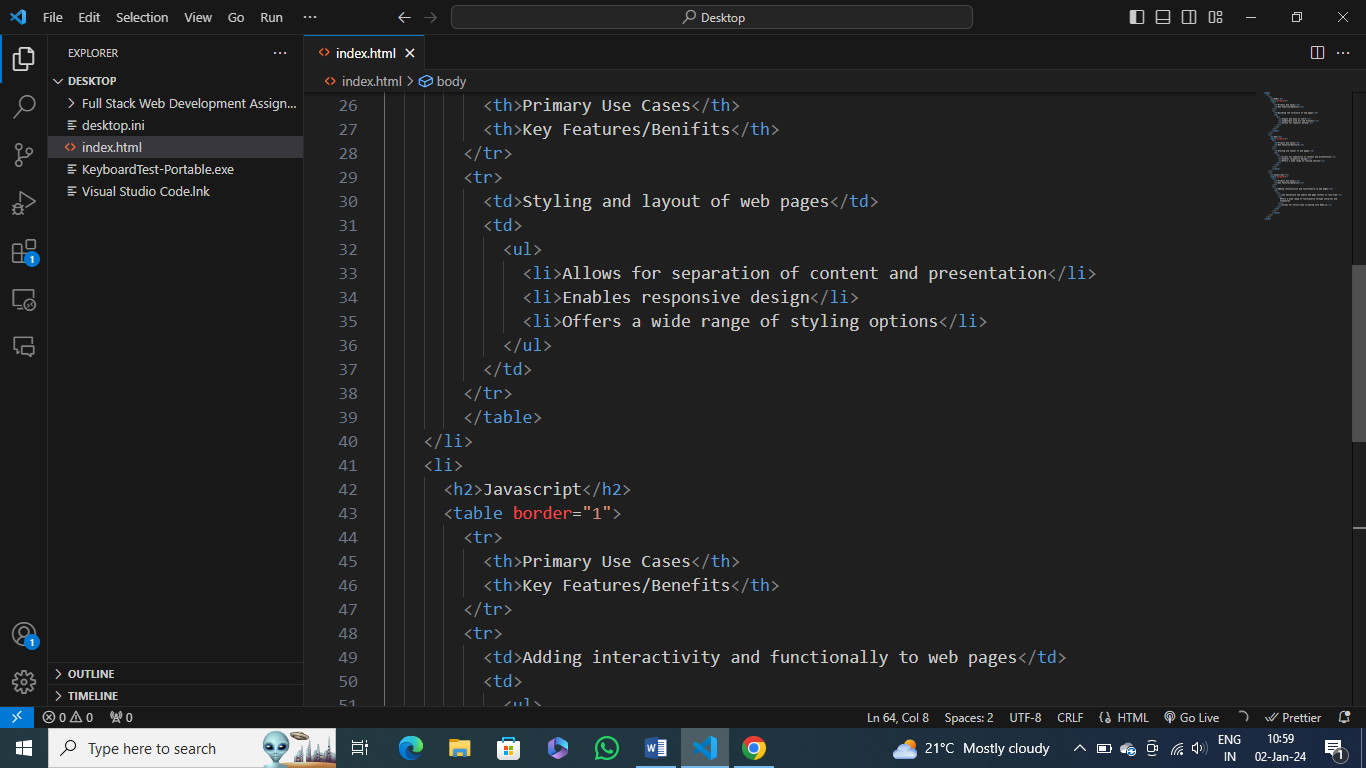 File Edit Selection View Go Run ··· Desktop
EXPLORER ···
index.html
DESKTOP
index.html > body
Full Stack Web Development Assign...
desktop.ini
index.html
KeyboardTest-Portable.exe
Visual Studio Code.lnk
26 <th>Primary Use Cases</th>
27 <th>Key Features/Benifits</th>
28 </tr>
29 <tr>
30 <td>Styling and layout of web pages</td>
31 <td>
32 <ul>
33 <li>Allows for separation of content and presentation</li>
34 <li>Enables responsive design</li>
35 <li>Offers a wide range of styling options</li>
36 </ul>
37 </td>
38 </tr>
39 </table>
40 </li>
41 <li>
42 <h2>Javascript</h2>
43 <table border="1">
44 <tr>
45 <th>Primary Use Cases</th>
46 <th>Key Features/Benefits</th>
47 </tr>
48 <tr>
49 <td>Adding interactivity and functionally to web pages</td>
50 <td>
51 <ul>
1
1
OUTLINE
TIMELINE
0 0 0 Ln 64, Col 8 Spaces: 2 UTF-8 CRLF HTML Go Live Prettier
Type here to search
21°C Mostly cloudy
ENG
IN
10:59
02-Jan-24
1